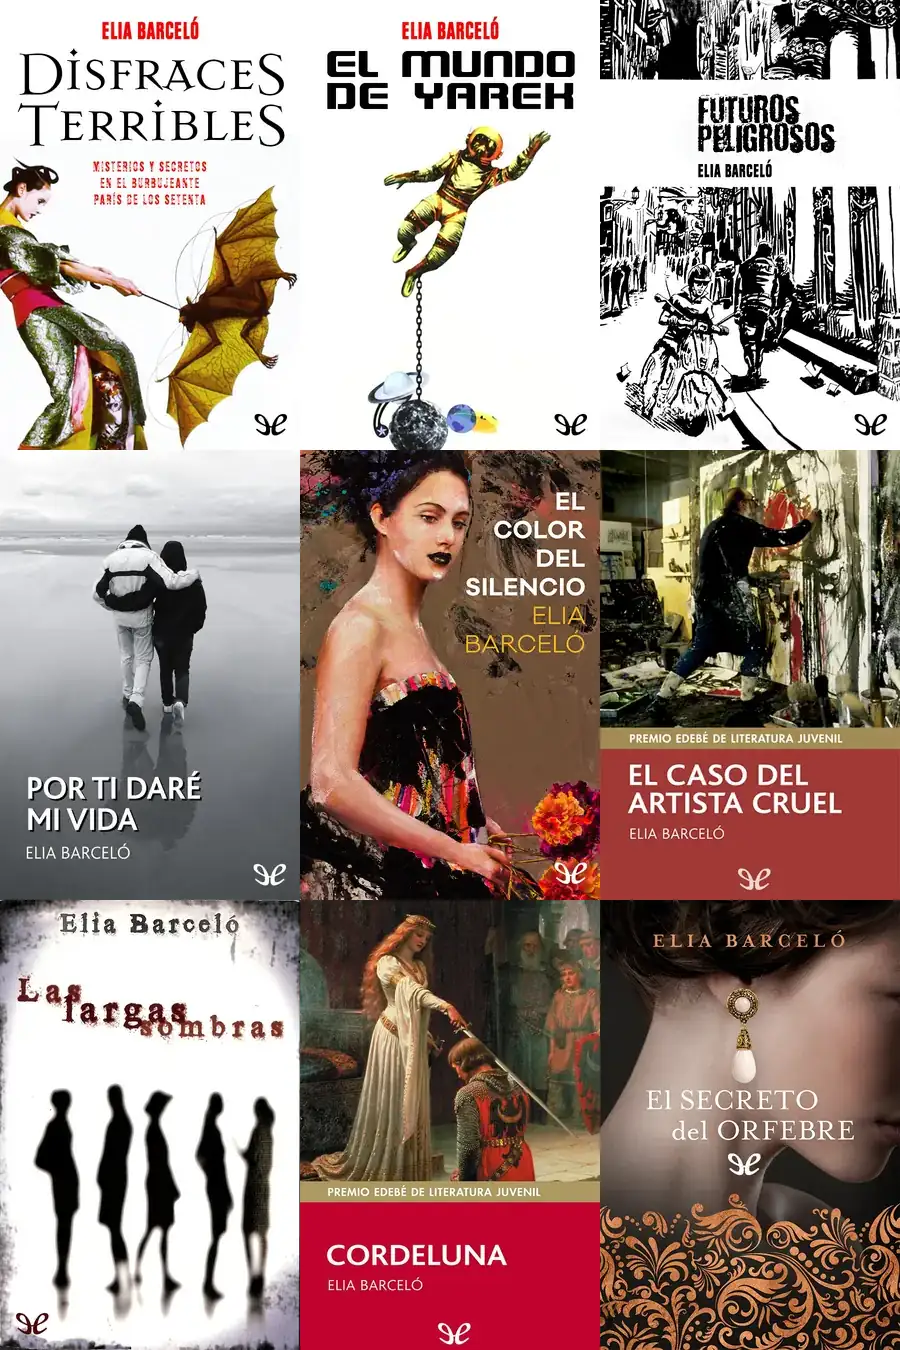 ELIA BARCELÓ
DISFRACES
TERRIBLES
MISTERIOS Y SECRETOS
EN EL BURBUJEANTE
PARÍS DE LOS SETENTA
ELIA BARCELÓ
EL MUNDO
DE YAREK
FUTUROS
PELIGROSOS
ELIA BARCELÓ
POR TI DARÉ
MI VIDA
ELIA BARCELÓ
EL
COLOR
DEL
SILENCIO
ELIA
BARCELÓ
PREMIO EDEBÉ DE LITERATURA JUVENIL
EL CASO DEL
ARTISTA CRUEL
ELIA BARCELÓ
Elia Barceló
Las
largas
sombras
PREMIO EDEBÉ DE LITERATURA JUVENIL
CORDELUNA
ELIA BARCELÓ
ELIA BARCELÓ
El SECRETO
del ORFEBRE